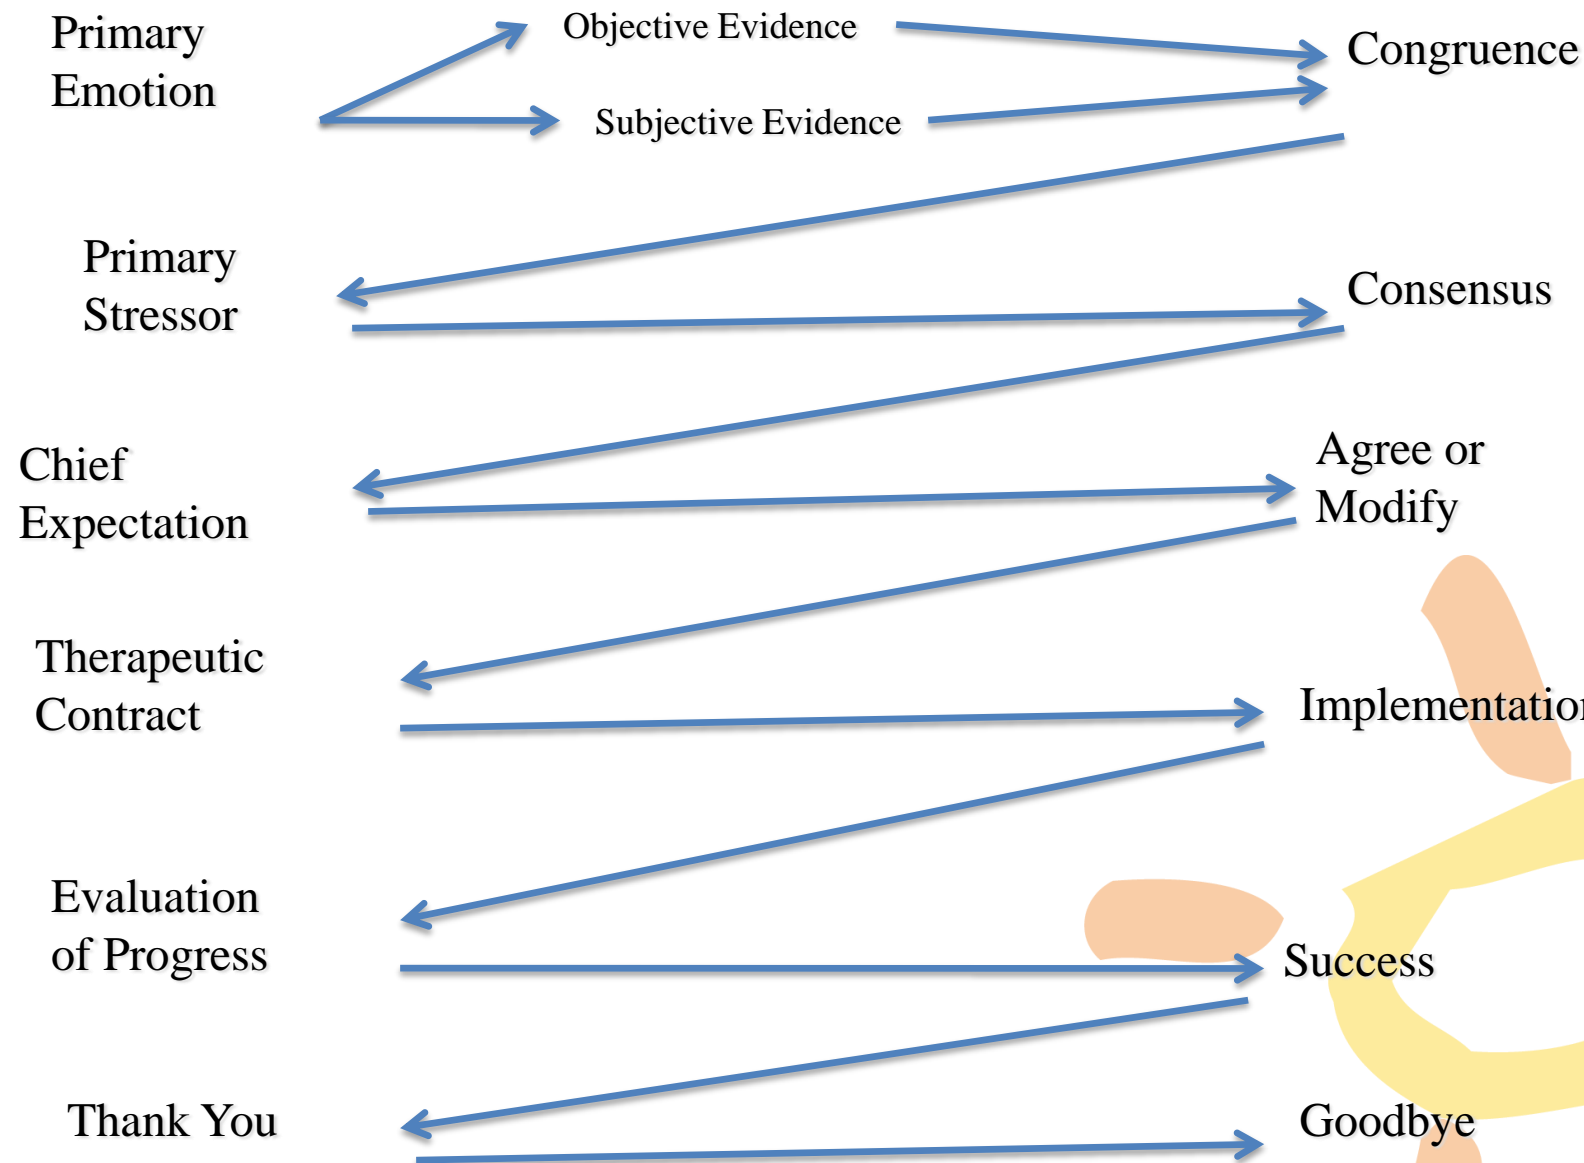 Primary
Emotion
Objective Evidence
Subjective Evidence
Congruence
Primary
Stressor
Consensus
Chief
Expectation
Agree or
Modify
Therapeutic
Contract
Implementation
Evaluation
of Progress
Success
Thank You
Goodbye